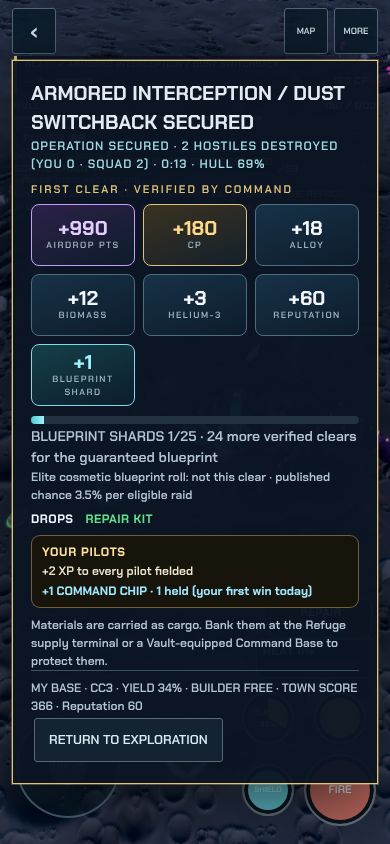 ‹
MAP
MORE
ARMORED INTERCEPTION / DUST
SWITCHBACK SECURED
OPERATION SECURED · 2 HOSTILES DESTROYED
(YOU 0 · SQUAD 2) · 0:13 · HULL 69%
FIRST CLEAR · VERIFIED BY COMMAND
+990
AIRDROP PTS
+180
CP
+18
ALLOY
+12
BIOMASS
+3
HELIUM-3
+60
REPUTATION
+1
BLUEPRINT
SHARD
BLUEPRINT SHARDS 1/25 · 24 more verified clears
for the guaranteed blueprint
Elite cosmetic blueprint roll: not this clear · published
chance 3.5% per eligible raid
DROPS REPAIR KIT
YOUR PILOTS
+2 XP to every pilot fielded
+1 COMMAND CHIP · 1 held (your first win today)
Materials are carried as cargo. Bank them at the Refuge
supply terminal or a Vault-equipped Command Base to
protect them.
MY BASE · CC3 · YIELD 34% · BUILDER FREE · TOWN SCORE
366 · Reputation 60
RETURN TO EXPLORATION
SHIELD
FIRE